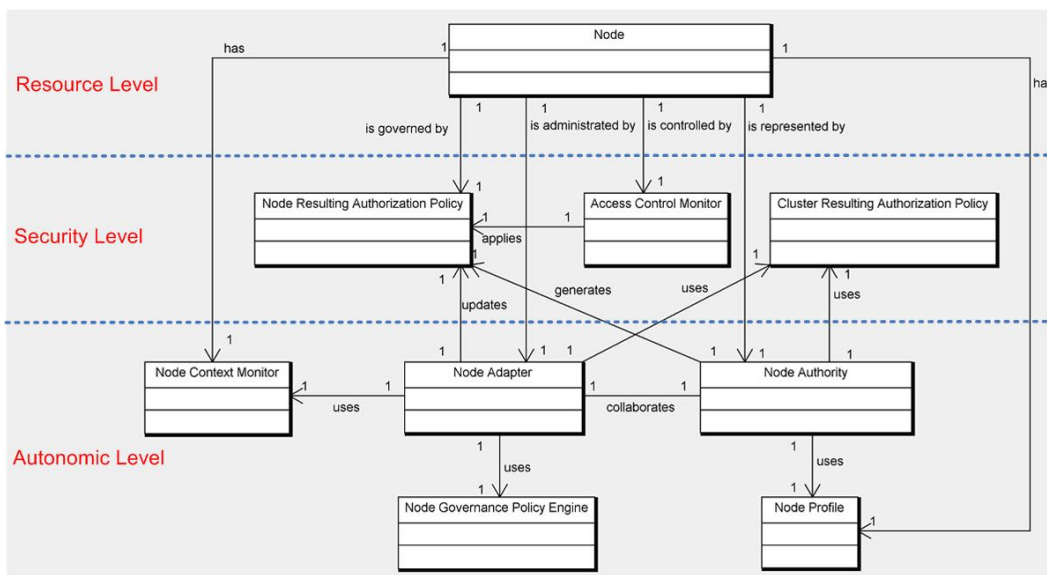 Node
has
1
1
Resource Level
has
1
1
1
1
is governed by
is administrated by
is controlled by
is represented by
1
1
Node Resulting Authorization Policy
Access Control Monitor
Cluster Resulting Authorization Policy
1
1
applies
Security Level
1
1
1
1
generates
uses
uses
updates
1
1
1
1
1
1
1
Node Context Monitor
Node Adapter
Node Authority
1
1
1
1
uses
collaborates
Autonomic Level
1
1
uses
uses
1
1
Node Governance Policy Engine
Node Profile
1